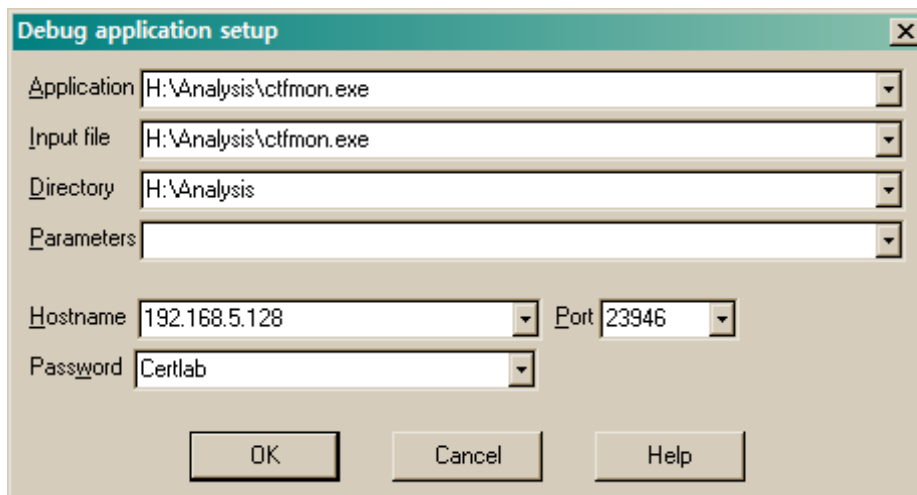 Debug application setup
Application H:\Analysis\ctfmon.exe
Input file H:\Analysis\ctfmon.exe
Directory H:\Analysis
Parameters
Hostname 192.168.5.128 Port 23946
Password Certlab
OK Cancel Help